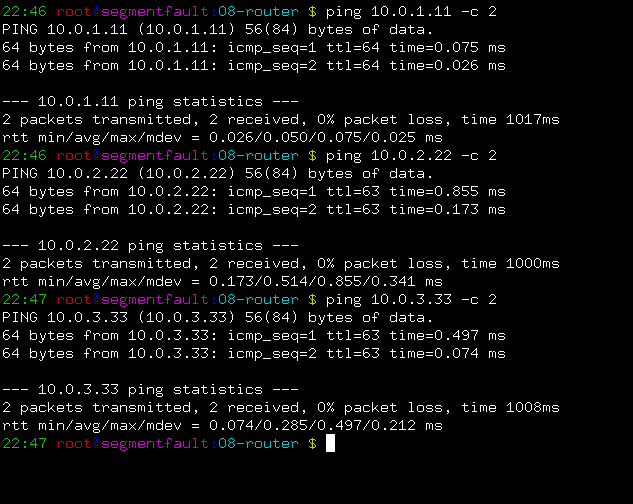 22:46 root@segmentfault:08-router $ ping 10.0.1.11 -c 2
PING 10.0.1.11 (10.0.1.11) 56(84) bytes of data.
64 bytes from 10.0.1.11: icmp_seq=1 ttl=64 time=0.075 ms
64 bytes from 10.0.1.11: icmp_seq=2 ttl=64 time=0.026 ms

--- 10.0.1.11 ping statistics ---
2 packets transmitted, 2 received, 0% packet loss, time 1017ms
rtt min/avg/max/mdev = 0.026/0.050/0.075/0.025 ms
22:46 root@segmentfault:08-router $ ping 10.0.2.22 -c 2
PING 10.0.2.22 (10.0.2.22) 56(84) bytes of data.
64 bytes from 10.0.2.22: icmp_seq=1 ttl=63 time=0.855 ms
64 bytes from 10.0.2.22: icmp_seq=2 ttl=63 time=0.173 ms

--- 10.0.2.22 ping statistics ---
2 packets transmitted, 2 received, 0% packet loss, time 1000ms
rtt min/avg/max/mdev = 0.173/0.514/0.855/0.341 ms
22:47 root@segmentfault:08-router $ ping 10.0.3.33 -c 2
PING 10.0.3.33 (10.0.3.33) 56(84) bytes of data.
64 bytes from 10.0.3.33: icmp_seq=1 ttl=63 time=0.497 ms
64 bytes from 10.0.3.33: icmp_seq=2 ttl=63 time=0.074 ms

--- 10.0.3.33 ping statistics ---
2 packets transmitted, 2 received, 0% packet loss, time 1008ms
rtt min/avg/max/mdev = 0.074/0.285/0.497/0.212 ms
22:47 root@segmentfault:08-router $